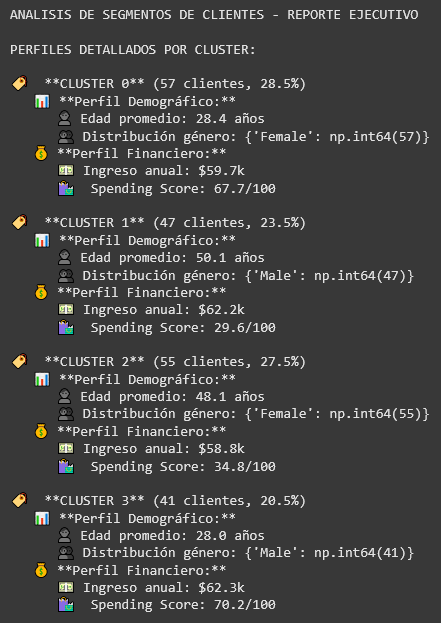 ANALISIS DE SEGMENTOS DE CLIENTES - REPORTE EJECUTIVO
PERFILES DETALLADOS POR CLUSTER:
**CLUSTER 0** (57 clientes, 28.5%)
**Perfil Demográfico:**
Edad promedio: 28.4 años
Distribución género: {'Female': np.int64(57)}
**Perfil Financiero:**
Ingreso anual: $59.7k
Spending Score: 67.7/100
**CLUSTER 1** (47 clientes, 23.5%)
**Perfil Demográfico:**
Edad promedio: 50.1 años
Distribución género: {'Male': np.int64(47)}
**Perfil Financiero:**
Ingreso anual: $62.2k
Spending Score: 29.6/100
**CLUSTER 2** (55 clientes, 27.5%)
**Perfil Demográfico:**
Edad promedio: 48.1 años
Distribución género: {'Female': np.int64(55)}
**Perfil Financiero:**
Ingreso anual: $58.8k
Spending Score: 34.8/100
**CLUSTER 3** (41 clientes, 20.5%)
**Perfil Demográfico:**
Edad promedio: 28.0 años
Distribución género: {'Male': np.int64(41)}
**Perfil Financiero:**
Ingreso anual: $62.3k
Spending Score: 70.2/100